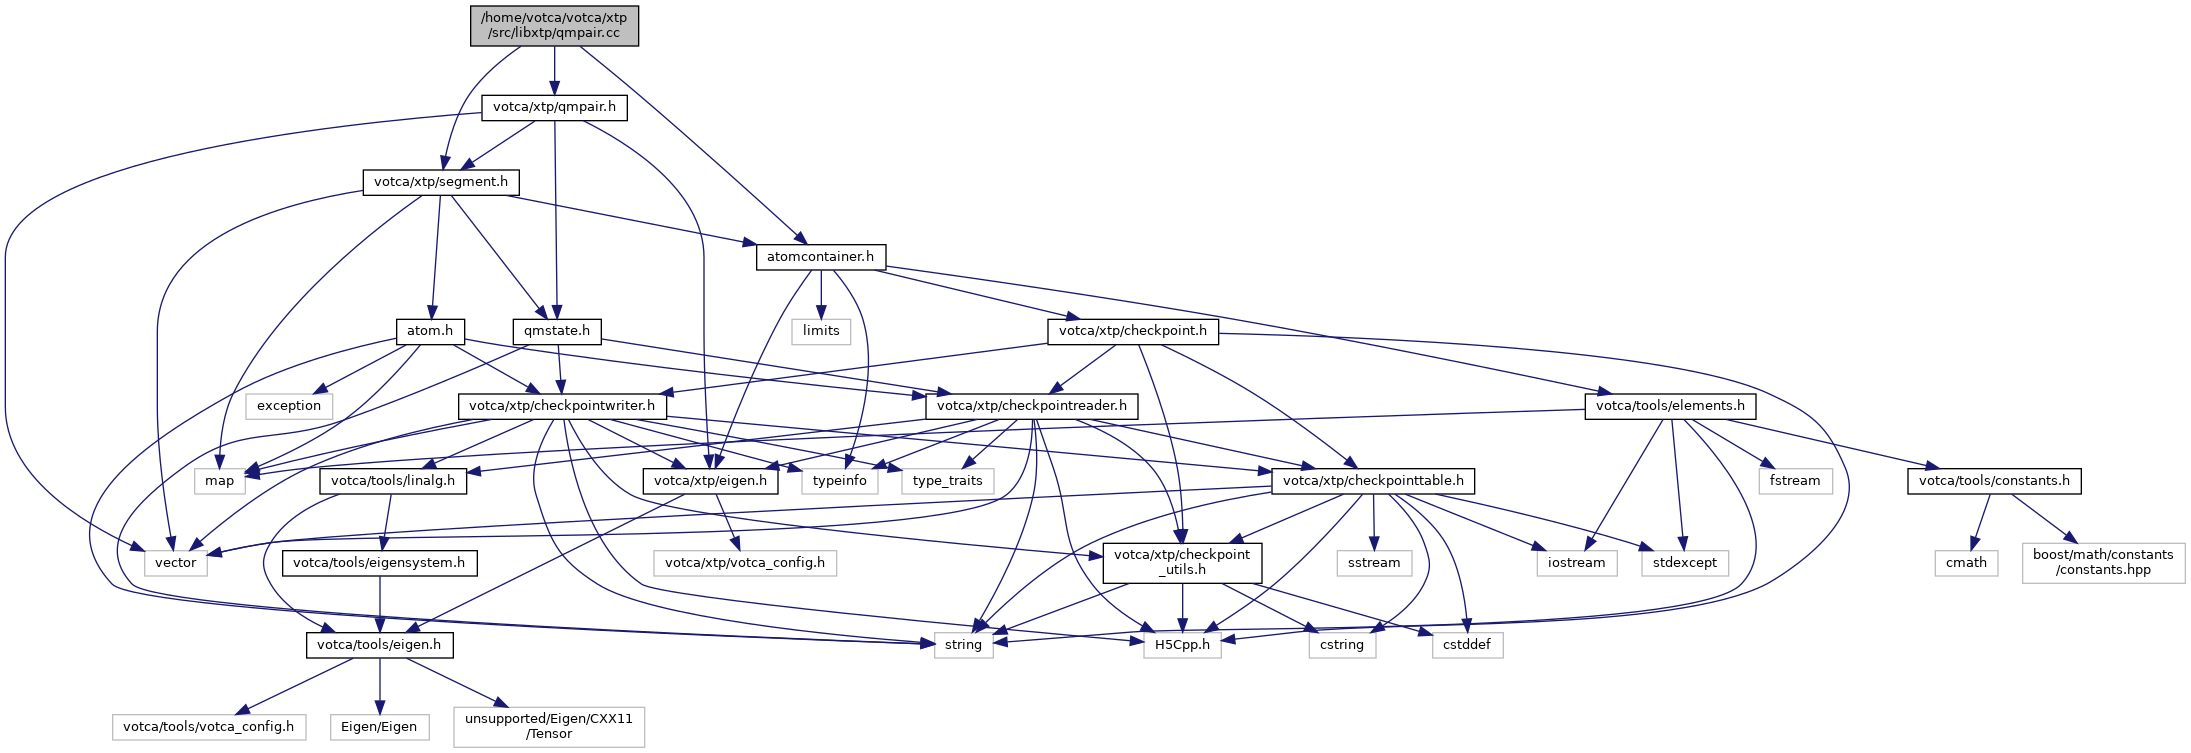 /home/votca/votca/xtp
/src/libxtp/qmpair.cc
votca/xtp/qmpair.h
votca/xtp/segment.h
atomcontainer.h
atom.h
qmstate.h
limits
votca/xtp/checkpoint.h
exception
votca/xtp/checkpointwriter.h
votca/xtp/checkpointreader.h
votca/tools/elements.h
map
votca/tools/linalg.h
votca/xtp/eigen.h
typeinfo
type_traits
votca/xtp/checkpointtable.h
fstream
votca/tools/constants.h
vector
votca/tools/eigensystem.h
votca/xtp/votca_config.h
votca/xtp/checkpoint
_utils.h
sstream
iostream
stdexcept
cmath
boost/math/constants
/constants.hpp
votca/tools/eigen.h
string
H5Cpp.h
cstring
cstddef
votca/tools/votca_config.h
Eigen/Eigen
unsupported/Eigen/CXX11
/Tensor